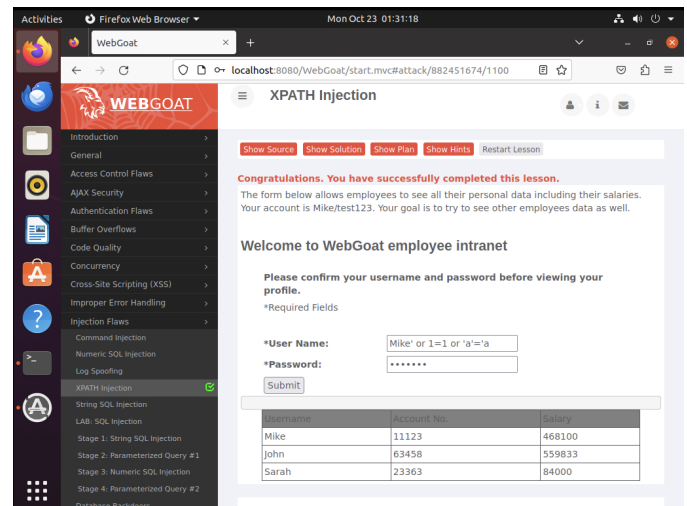 Activities
Firefox Web Browser
Mon Oct 23 01:31:18
WebGoat
localhost:8080/WebGoat/start.mvc#attack/882451674/1100
WEBGOAT
XPATH Injection
Introduction
General
Access Control Flaws
AJAX Security
Authentication Flaws
Buffer Overflows
Code Quality
Concurrency
Cross-Site Scripting (XSS)
Improper Error Handling
Injection Flaws
Command Injection
Numeric SQL Injection
Log Spoofing
XPATH Injection
String SQL Injection
LAB: SQL Injection
Stage 1: String SQL Injection
Stage 2: Parameterized Query #1
Stage 3: Numeric SQL Injection
Stage 4: Parameterized Query #2
Database Backdoors
Show Source Show Solution Show Plan Show Hints Restart Lesson
Congratulations. You have successfully completed this lesson.
The form below allows employees to see all their personal data including their salaries.
Your account is Mike/test123. Your goal is to try to see other employees data as well.
Welcome to WebGoat employee intranet
Please confirm your username and password before viewing your
profile.
*Required Fields
*User Name: Mike' or 1=1 or 'a'='a
*Password: •••••••
Submit
Username Account No. Salary
Mike 11123 468100
John 63458 559833
Sarah 23363 84000